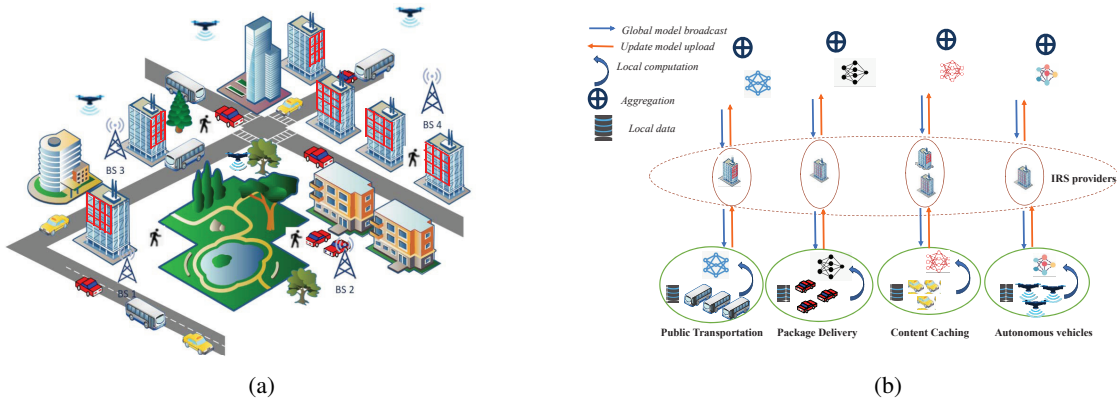 BS 4
BS 3
BS 1
BS 2
(a)
Global model broadcast
Update model upload
Local computation
Aggregation
Local data
IRS providers
Public Transportation
Package Delivery
Content Caching
Autonomous vehicles
(b)